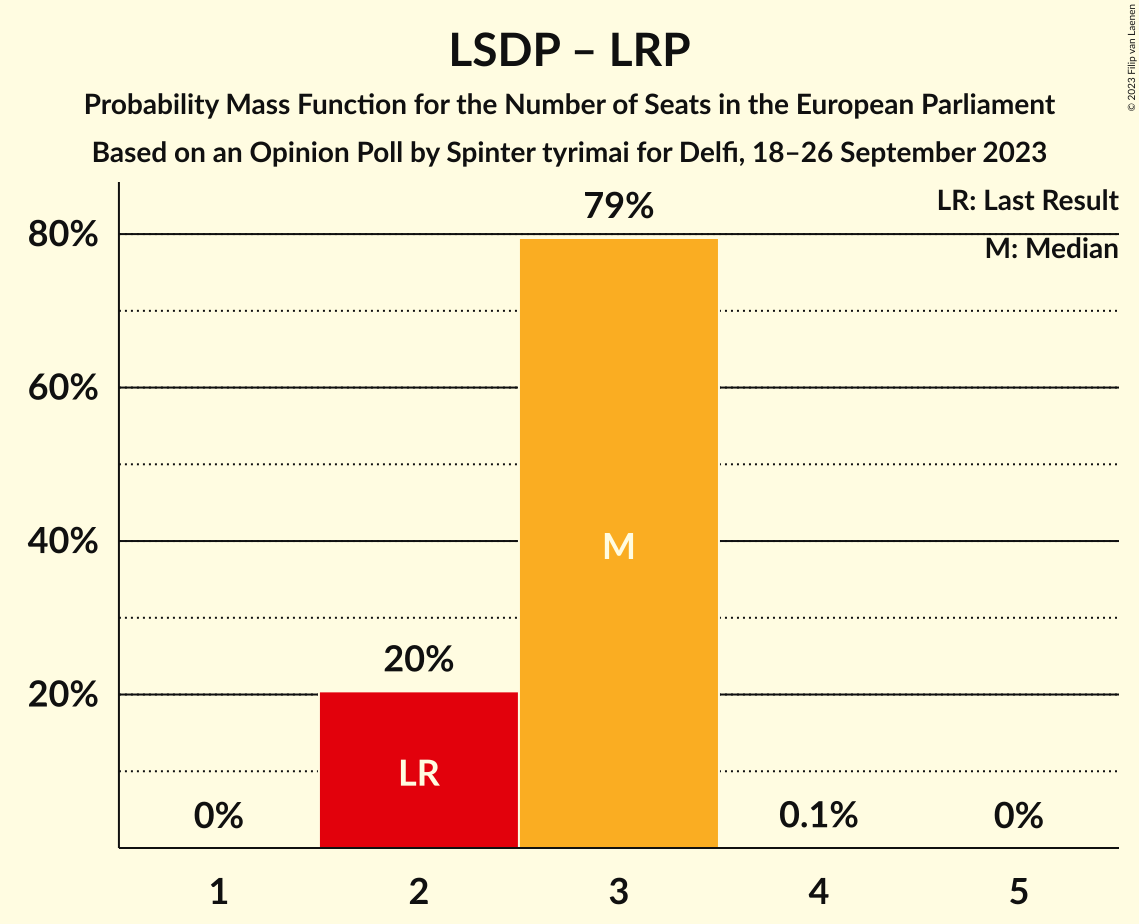 LSDP – LRP
Probability Mass Function for the Number of Seats in the European Parliament
Based on an Opinion Poll by Spinter tyrimai for Delfi, 18–26 September 2023
© 2023 Filip van Laenen
LR: Last Result
M: Median
80%
60%
40%
20%
0%
20%
79%
0.1%
0%
LR
M
1
2
3
4
5